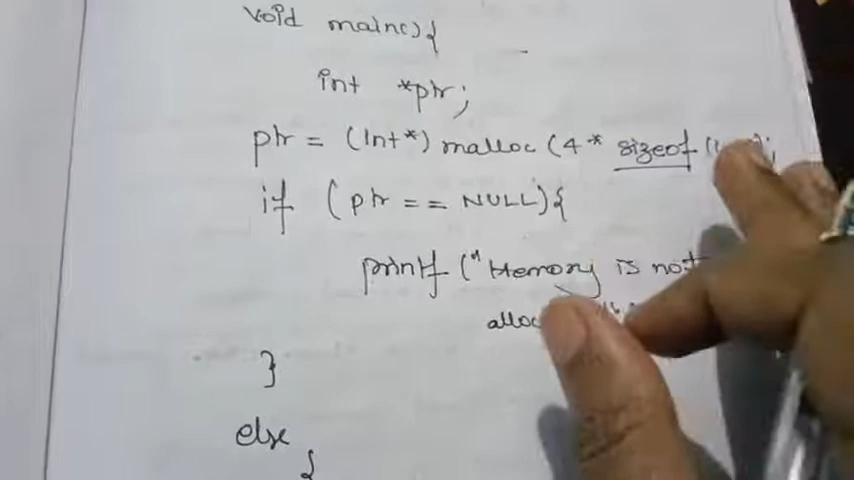 void main(){
int *ptr;
ptr = (int*) malloc (4 * sizeof
if (ptr == NULL){
printf ("Memory is not
}
else
{